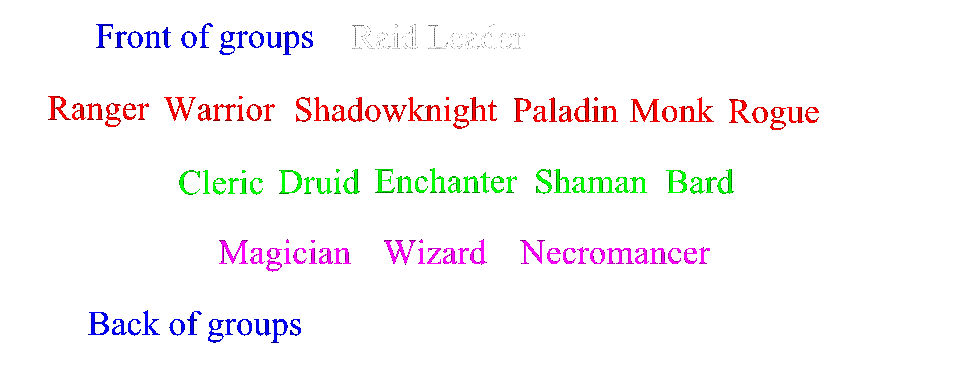 Front of groups Raid Leader
Ranger Warrior Shadowknight Paladin Monk Rogue
Cleric Druid Enchanter Shaman Bard
Magician Wizard Necromancer
Back of groups